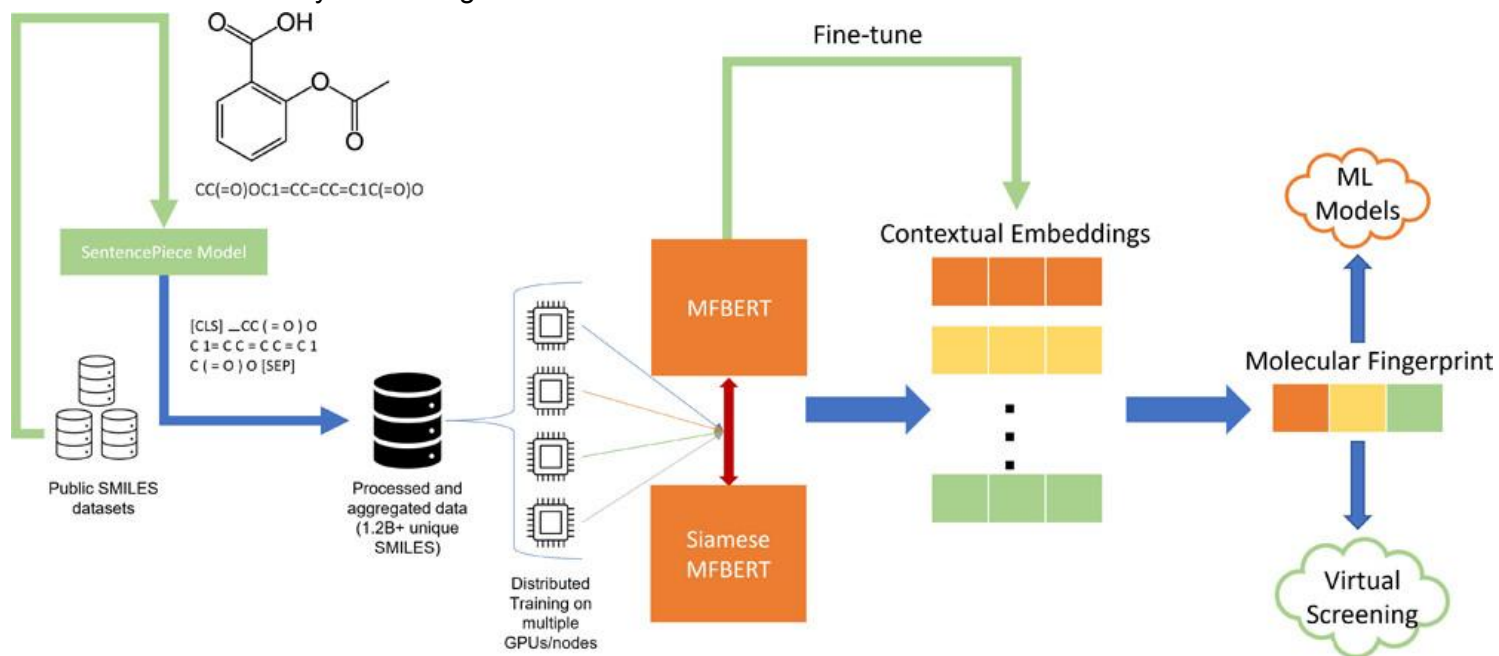 O
OH
O
O
CC(=O)OC1=CC=CC=C1C(=O)O
SentencePiece Model
[CLS] _CC ( = O ) O
C 1= C C = C C = C 1
C ( = O ) O [SEP]
Public SMILES
datasets
Processed and
aggregated data
(1.2B+ unique
SMILES)
Distributed
Training on
multiple
GPUs/nodes
Fine-tune
MFBERT
Siamese
MFBERT
Contextual Embeddings
Molecular Fingerprint
ML
Models
Virtual
Screening